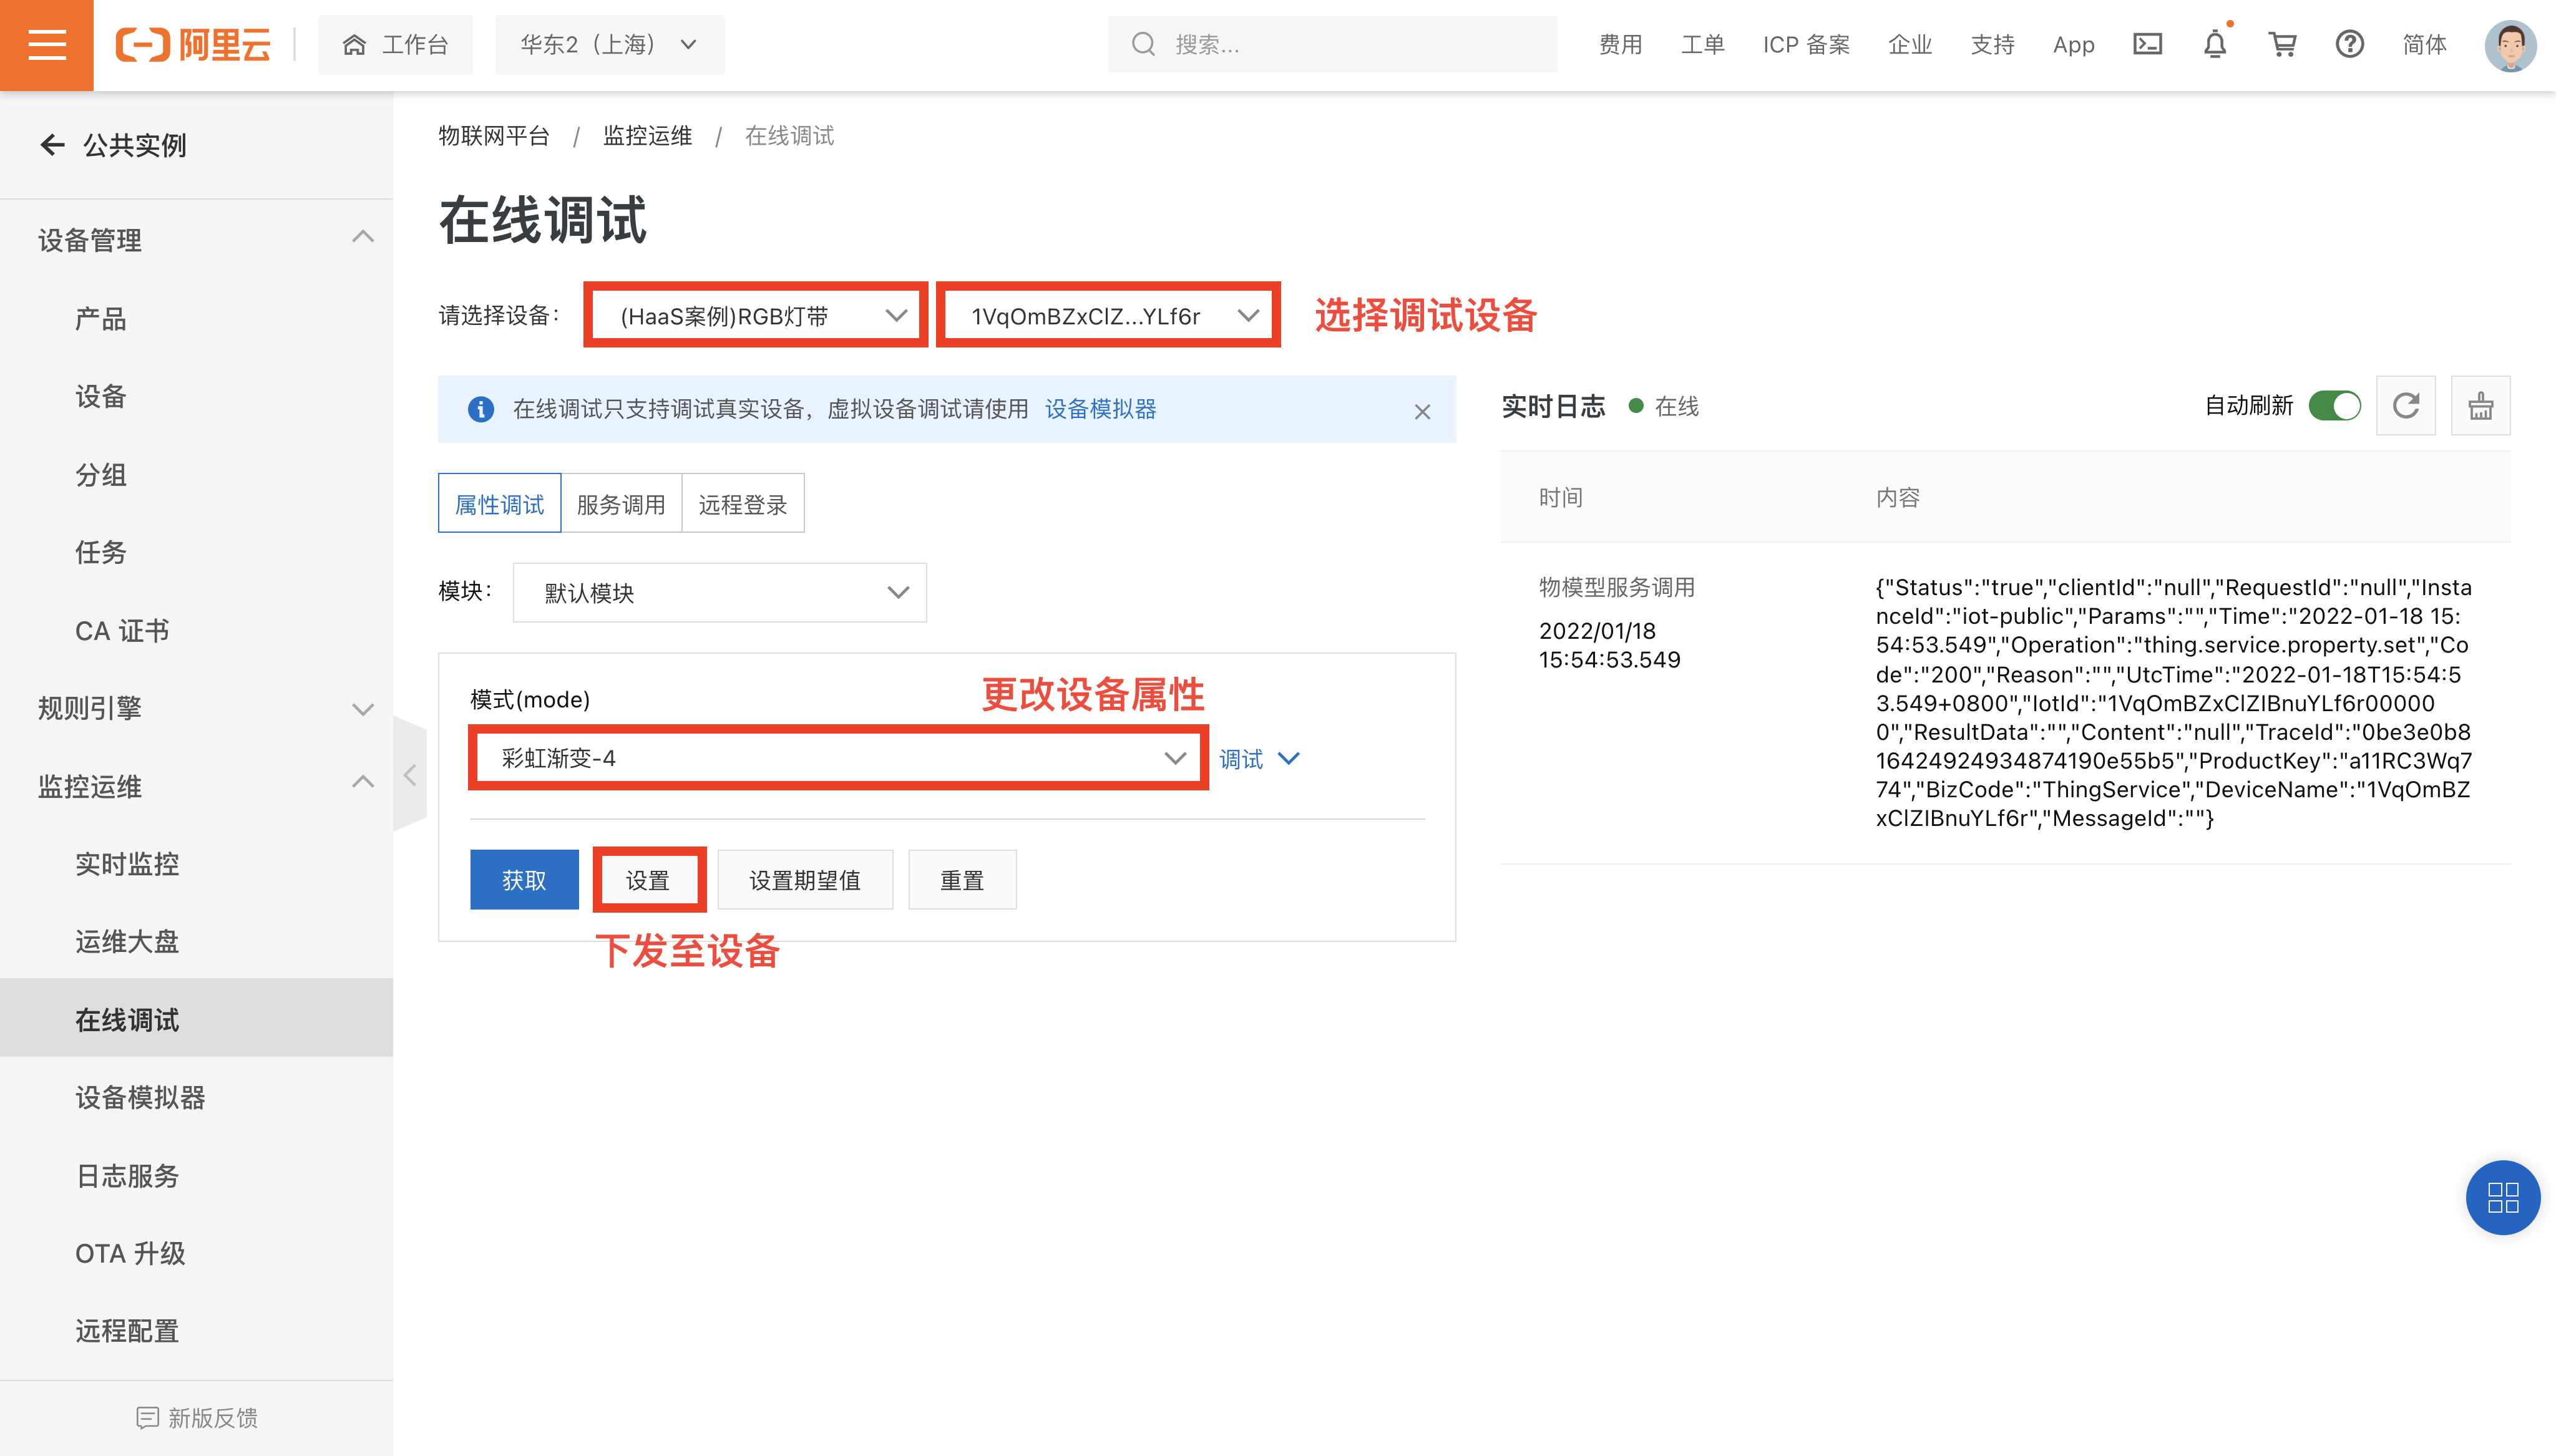 阿里云
工作台
华东2（上海）
搜索...
费用
工单
ICP 备案
企业
支持
App
简体
公共实例
设备管理
产品
设备
分组
任务
CA 证书
规则引擎
监控运维
实时监控
运维大盘
在线调试
设备模拟器
日志服务
OTA 升级
远程配置
新版反馈
物联网平台 / 监控运维 / 在线调试
在线调试
请选择设备：
(HaaS案例)RGB灯带
1VqOmBZxClZ...YLf6r
选择调试设备
在线调试只支持调试真实设备，虚拟设备调试请使用 设备模拟器
属性调试
服务调用
远程登录
模块：
默认模块
模式(mode)
更改设备属性
彩虹渐变-4
调试
获取
设置
设置期望值
重置
下发至设备
实时日志
在线
自动刷新
时间
内容
物模型服务调用
2022/01/18
15:54:53.549
{"Status":"true","clientId":"null","RequestId":"null","Insta
nceId":"iot-public","Params":"","Time":"2022-01-18 15:
54:53.549","Operation":"thing.service.property.set","Co
de":"200","Reason":"","UtcTime":"2022-01-18T15:54:5
3.549+0800","IotId":"1VqOmBZxClZIBnuYLf6r00000
0","ResultData":"","Content":"null","TraceId":"0be3e0b8
16424924934874190e55b5","ProductKey":"a11RC3Wq7
74","BizCode":"ThingService","DeviceName":"1VqOmBZ
xClZIBnuYLf6r","MessageId":""}